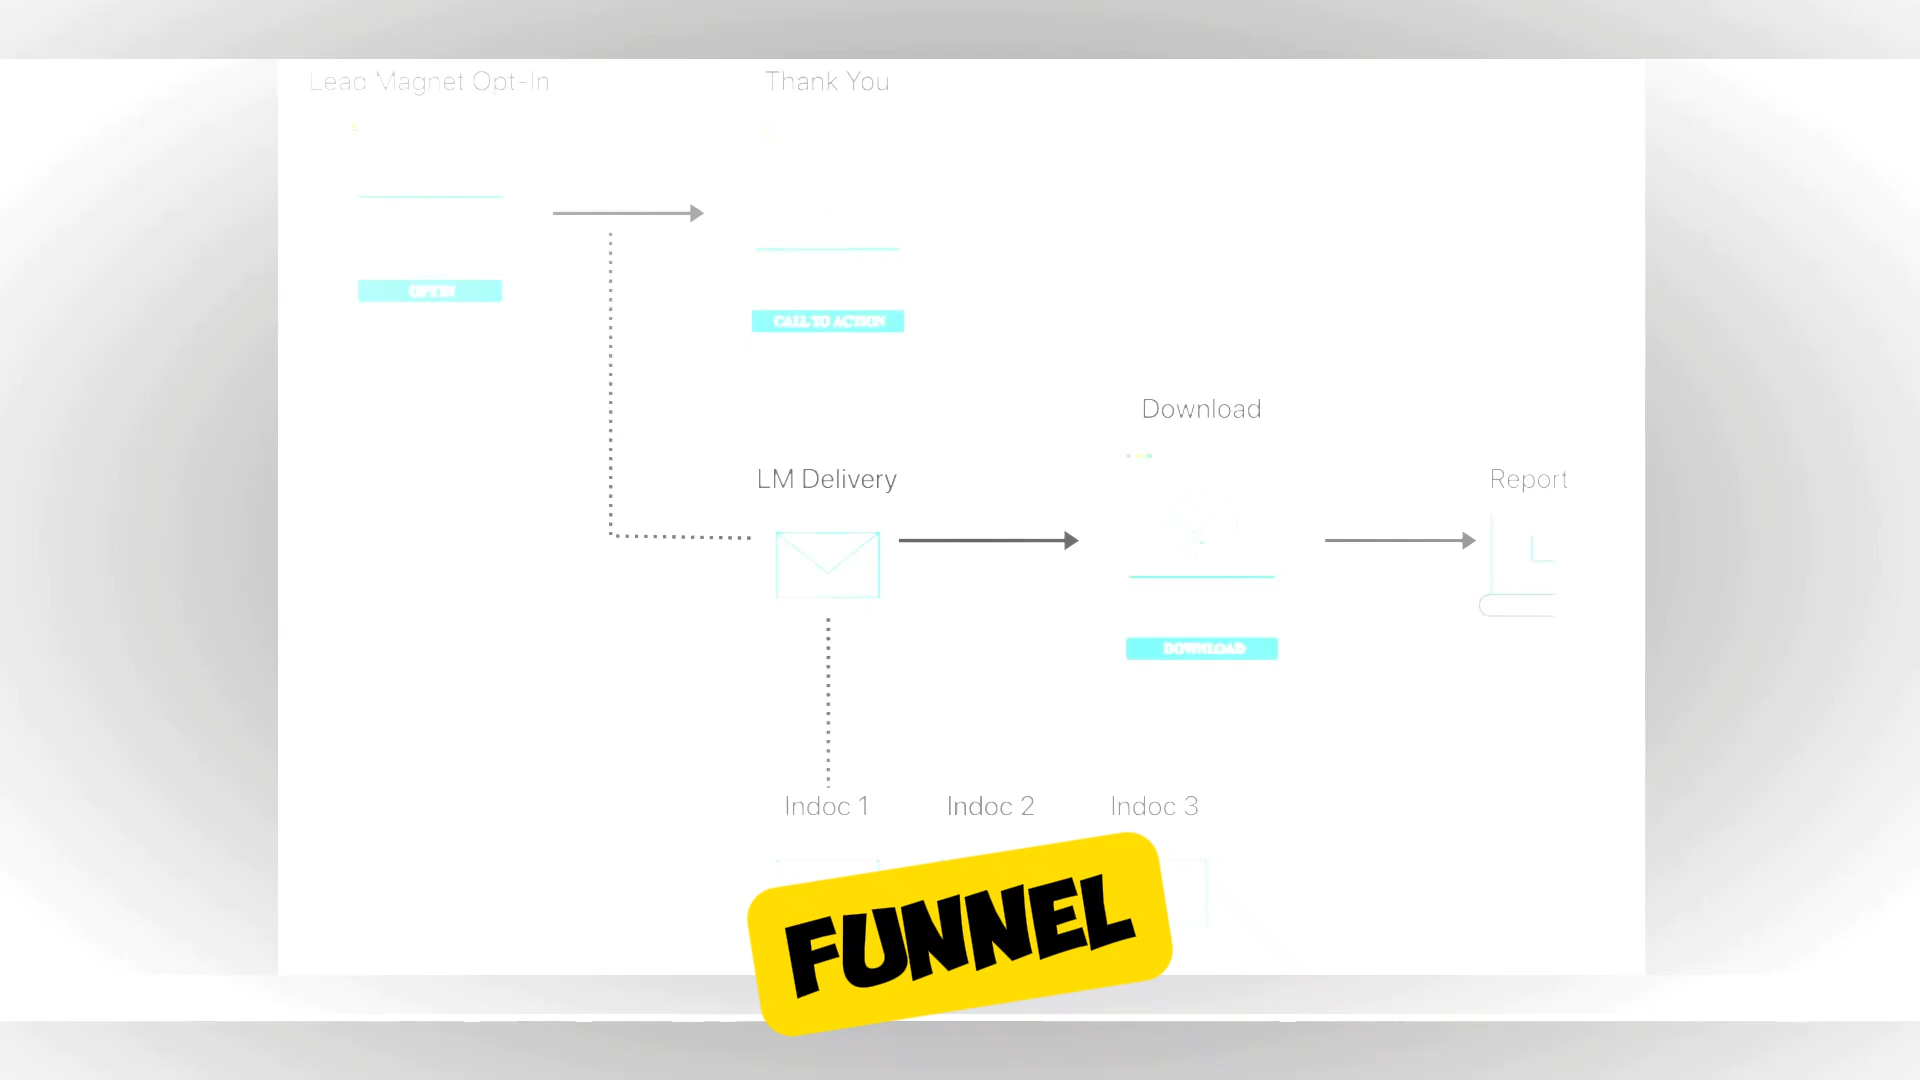 Lead Magnet Opt-In
Thank You
OPT IN
CALL TO ACTION
Download
LM Delivery
Report
DOWNLOAD
Indoc 1
Indoc 2
Indoc 3
FUNNEL